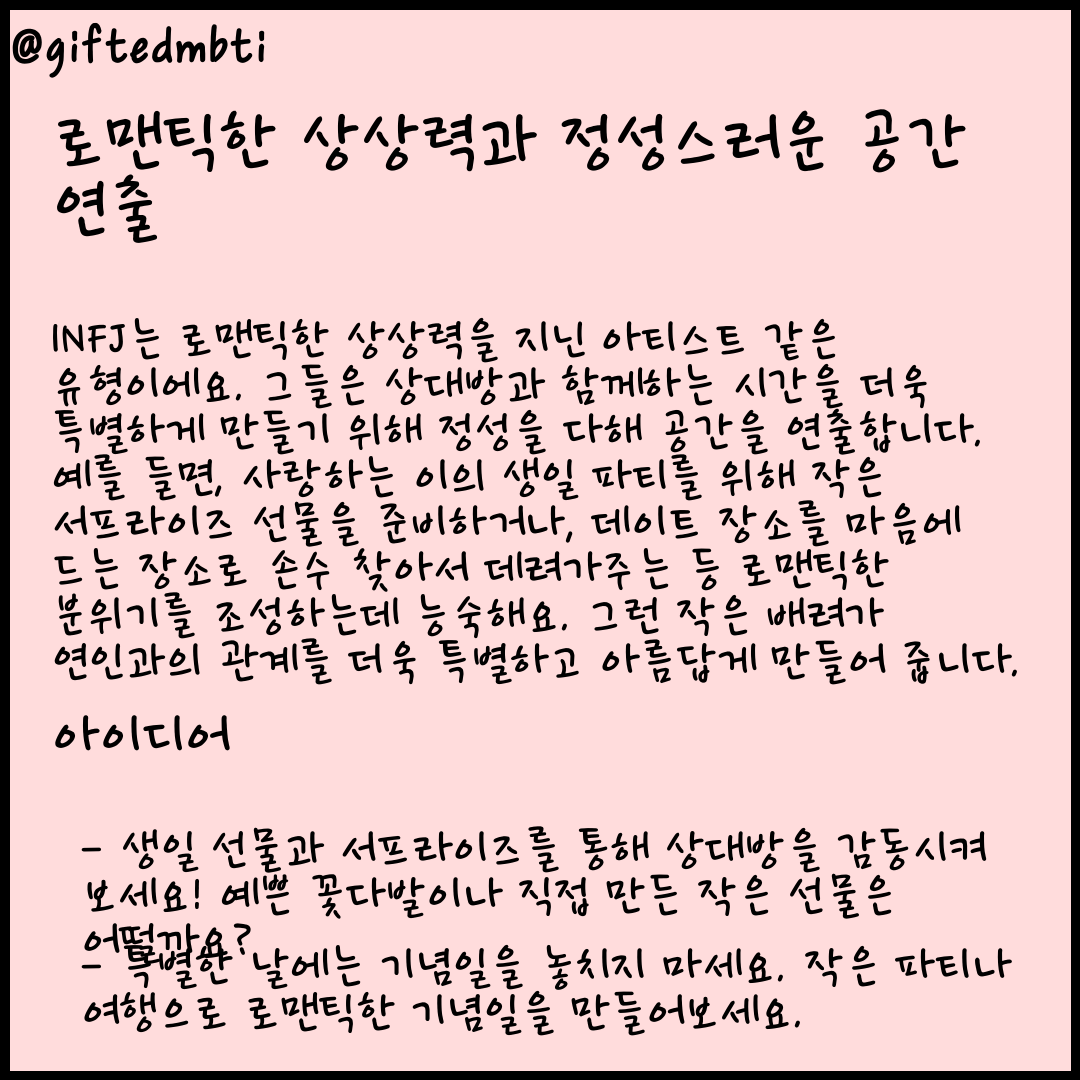 @giftedmbti
로맨틱한 상상력과 정성스러운 공간
연출
INFJ는 로맨틱한 상상력을 지닌 아티스트 같은
유형이에요. 그들은 상대방과 함께하는 시간을 더욱
특별하게 만들기 위해 정성을 다해 공간을 연출합니다.
예를 들면, 사랑하는 이의 생일 파티를 위해 작은
서프라이즈 선물을 준비하거나, 데이트 장소를 마음에
드는 장소로 손수 찾아서 데려가주는 등 로맨틱한
분위기를 조성하는데 능숙해요. 그런 작은 배려가
연인과의 관계를 더욱 특별하고 아름답게 만들어 줍니다.
아이디어
- 생일 선물과 서프라이즈를 통해 상대방을 감동시켜
보세요! 예쁜 꽃다발이나 직접 만든 작은 선물은
어떨까요?
- 특별한 날에는 기념일을 놓치지 마세요. 작은 파티나
여행으로 로맨틱한 기념일을 만들어보세요.